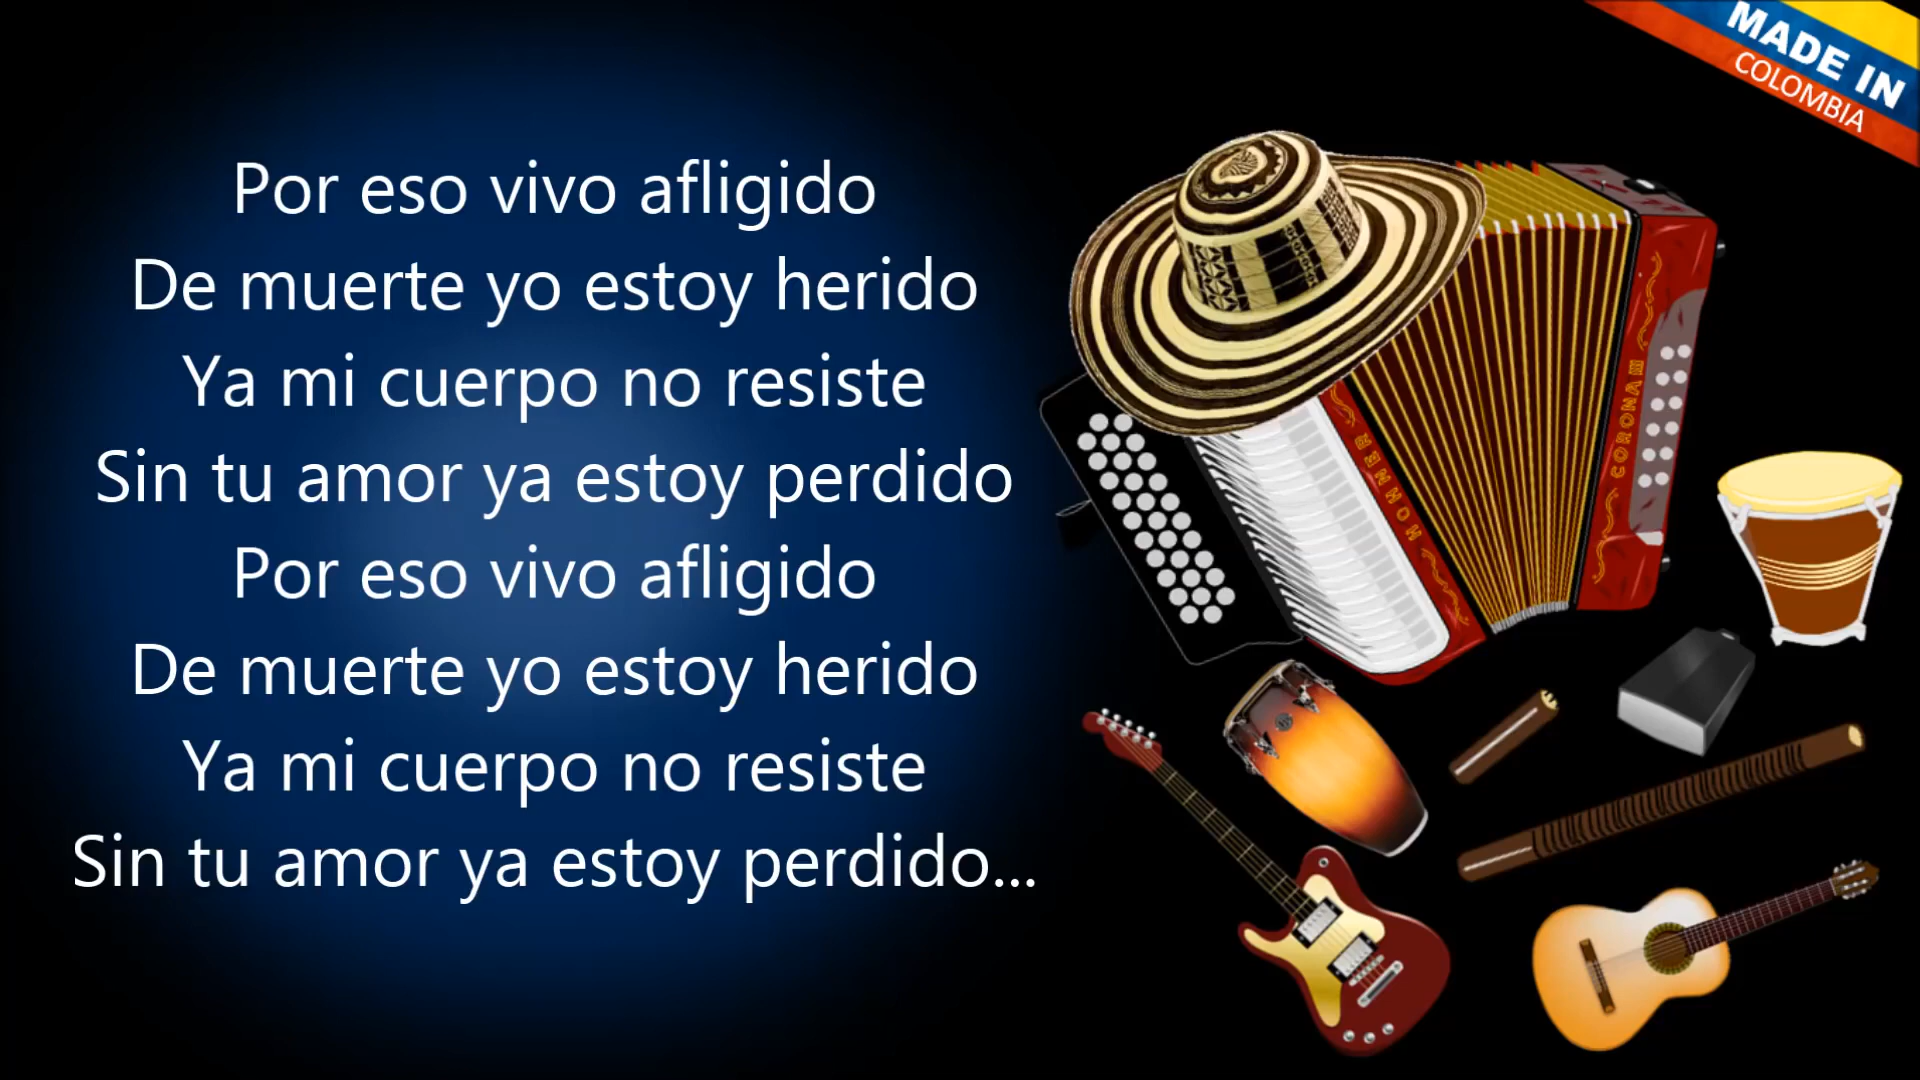 MADE IN
COLOMBIA
Por eso vivo afligido
De muerte yo estoy herido
Ya mi cuerpo no resiste
Sin tu amor ya estoy perdido
Por eso vivo afligido
De muerte yo estoy herido
Ya mi cuerpo no resiste
Sin tu amor ya estoy perdido...
HOHNER
CORONA III